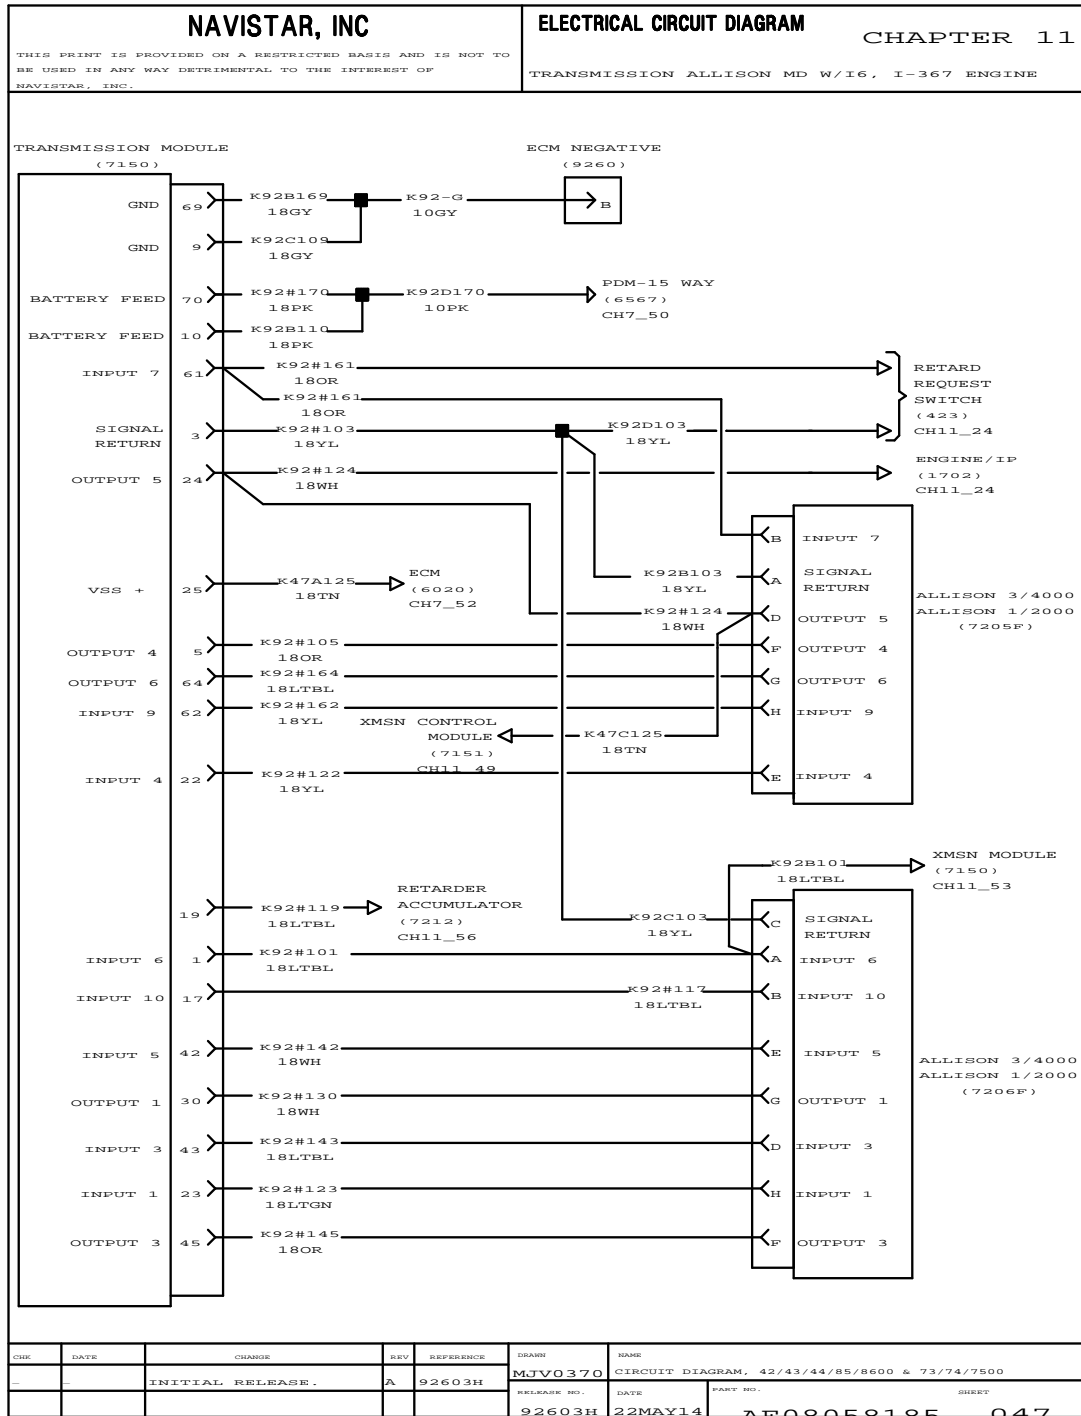 NAVISTAR, INC
THIS PRINT IS PROVIDED ON A RESTRICTED BASIS AND IS NOT TO
BE USED IN ANY WAY DETRIMENTAL TO THE INTEREST OF
NAVISTAR, INC.
ELECTRICAL CIRCUIT DIAGRAM
CHAPTER 11
TRANSMISSION ALLISON MD W/I6, I-367 ENGINE
TRANSMISSION MODULE
(7150)
ECM NEGATIVE
(9260)
GND 69 K92B169 K92-G B
18GY 10GY
GND 9 K92C109
18GY
PDM-15 WAY
BATTERY FEED 70 K92#170 K92D170 (6567)
18PK 10PK CH7_50
BATTERY FEED 10 K92B110
18PK
INPUT 7 61 K92#161
18OR
K92#161
18OR
RETARD
REQUEST
SWITCH
(423)
CH11_24
SIGNAL
RETURN
3 K92#103 K92D103
18YL 18YL
OUTPUT 5 24 K92#124
18WH
ENGINE/IP
(1702)
CH11_24
B INPUT 7
VSS + 25 K47A125
18TN
ECM
(6020)
CH7_52
K92B103 A SIGNAL
18YL RETURN
K92#124 D OUTPUT 5
18WH
ALLISON 3/4000
ALLISON 1/2000
(7205F)
OUTPUT 4 5 K92#105 F OUTPUT 4
18OR
OUTPUT 6 64 K92#164 G OUTPUT 6
18LTBL
INPUT 9 62 K92#162 H INPUT 9
18YL
XMSN CONTROL
MODULE
(7151)
CH11_49
K47C125
18TN
INPUT 4 22 K92#122 E INPUT 4
18YL
K92B101
18LTBL
XMSN MODULE
(7150)
CH11_53
19 K92#119
18LTBL
RETARDER
ACCUMULATOR
(7212)
CH11_56
K92C103 C SIGNAL
18YL RETURN
INPUT 6 1 K92#101 A INPUT 6
18LTBL
INPUT 10 17 K92#117 B INPUT 10
18LTBL
INPUT 5 42 K92#142 E INPUT 5
18WH
ALLISON 3/4000
ALLISON 1/2000
(7206F)
OUTPUT 1 30 K92#130 G OUTPUT 1
18WH
INPUT 3 43 K92#143 D INPUT 3
18LTBL
INPUT 1 23 K92#123 H INPUT 1
18LTGN
OUTPUT 3 45 K92#145 F OUTPUT 3
18OR
CHK DATE CHANGE REV REFERENCE DRAWN NAME
- - INITIAL RELEASE. A 92603H MJV0370 CIRCUIT DIAGRAM, 42/43/44/85/8600 & 73/74/7500
RELEASE NO. DATE PART NO. SHEET
92603H 22MAY14 AE08058185 047